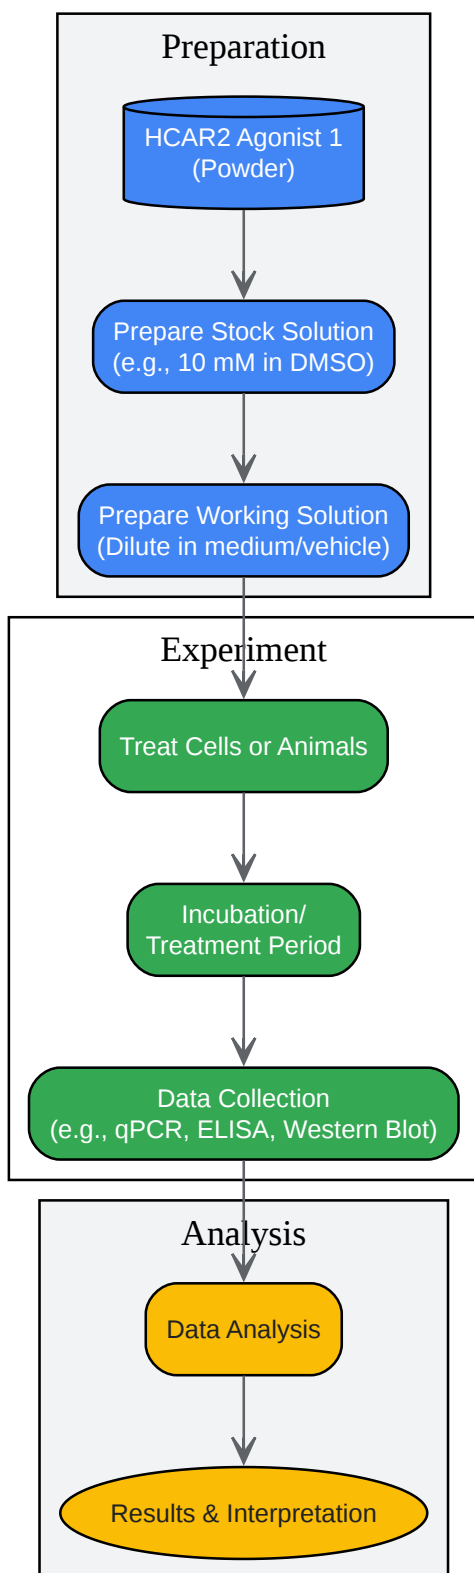 Preparation
HCAR2 Agonist 1
(Powder)
Prepare Stock Solution
(e.g., 10 mM in DMSO)
Prepare Working Solution
(Dilute in medium/vehicle)
Experiment
Treat Cells or Animals
Incubation/
Treatment Period
Data Collection
(e.g., qPCR, ELISA, Western Blot)
Analysis
Data Analysis
Results & Interpretation